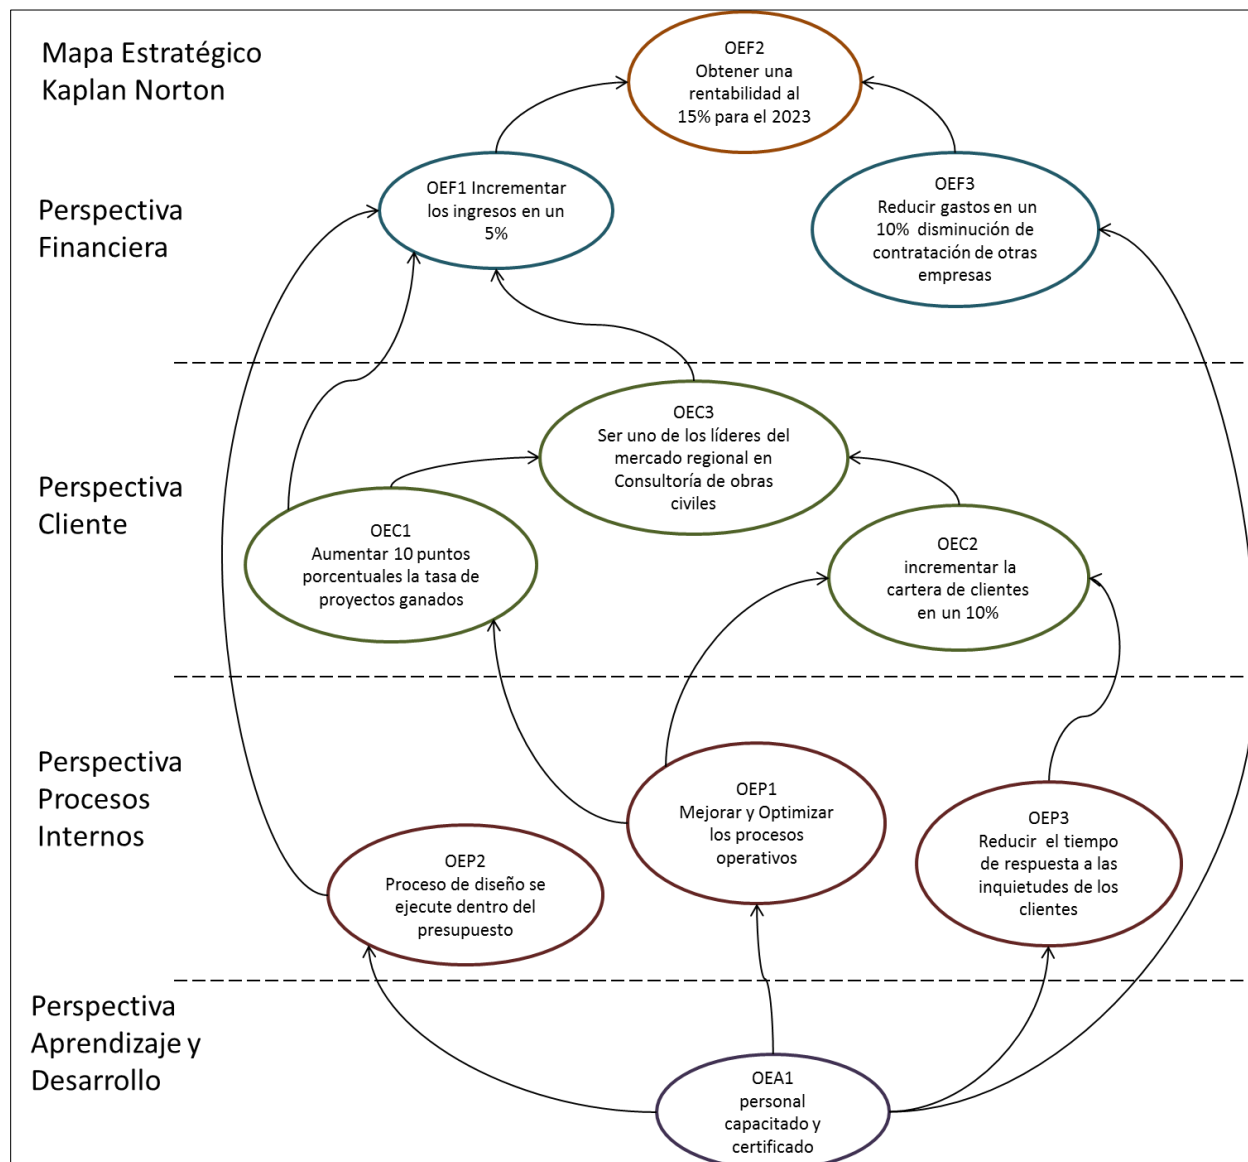 Mapa Estratégico
Kaplan Norton
OEF2
Obtener una
rentabilidad al
15% para el 2023
Perspectiva
Financiera
OEF1 Incrementar
los ingresos en un
5%
OEF3
Reducir gastos en un
10% disminución de
contratación de otras
empresas
Perspectiva
Cliente
OEC3
Ser uno de los líderes del
mercado regional en
Consultoría de obras
civiles
OEC1
Aumentar 10 puntos
porcentuales la tasa de
proyectos ganados
OEC2
incrementar la
cartera de clientes
en un 10%
Perspectiva
Procesos
Internos
OEP2
Proceso de diseño se
ejecute dentro del
presupuesto
OEP1
Mejorar y Optimizar
los procesos
operativos
OEP3
Reducir el tiempo
de respuesta a las
inquietudes de los
clientes
Perspectiva
Aprendizaje y
Desarrollo
OEA1
personal
capacitado y
certificado